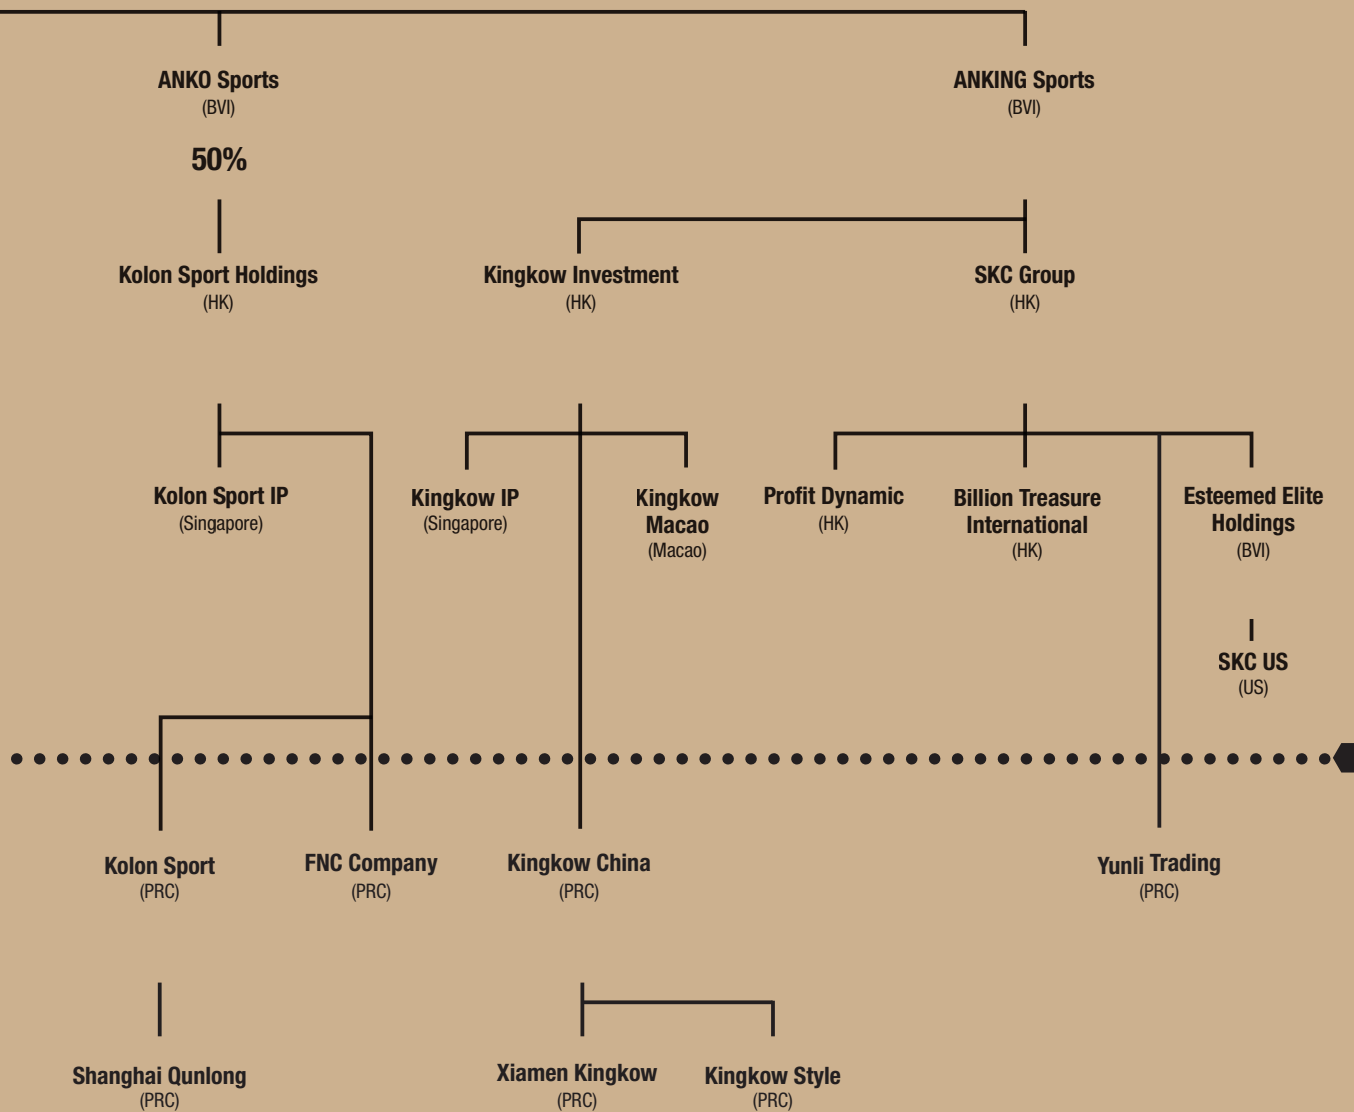 ANKO Sports
(BVI)
50%
ANKING Sports
(BVI)
Kolon Sport Holdings
(HK)
Kingkow Investment
(HK)
SKC Group
(HK)
Kolon Sport IP
(Singapore)
Kingkow IP
(Singapore)
Kingkow
Macao
(Macao)
Profit Dynamic
(HK)
Billion Treasure
International
(HK)
Esteemed Elite
Holdings
(BVI)
SKC US
(US)
Kolon Sport
(PRC)
FNC Company
(PRC)
Kingkow China
(PRC)
Yunli Trading
(PRC)
Shanghai Qunlong
(PRC)
Xiamen Kingkow
(PRC)
Kingkow Style
(PRC)